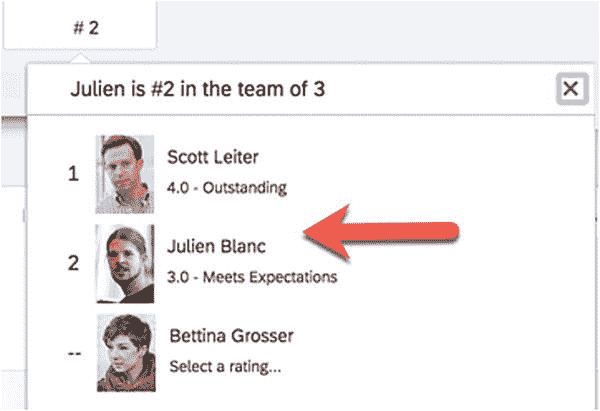 # 2
Julien is #2 in the team of 3
1
Scott Leiter
4.0 - Outstanding
2
Julien Blanc
3.0 - Meets Expectations
--
Bettina Grosser
Select a rating...